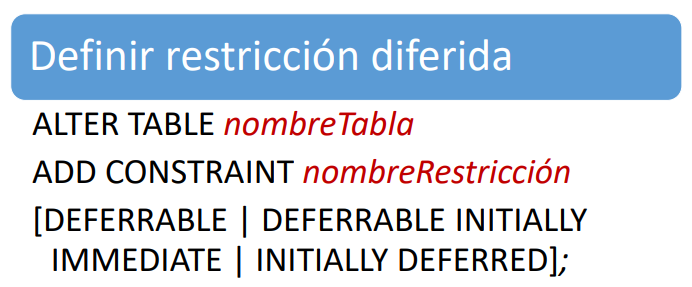 Definir restricción diferida
ALTER TABLE nombreTabla
ADD CONSTRAINT nombreRestricción
[DEFERRABLE | DEFERRABLE INITIALLY
IMMEDIATE | INITIALLY DEFERRED];